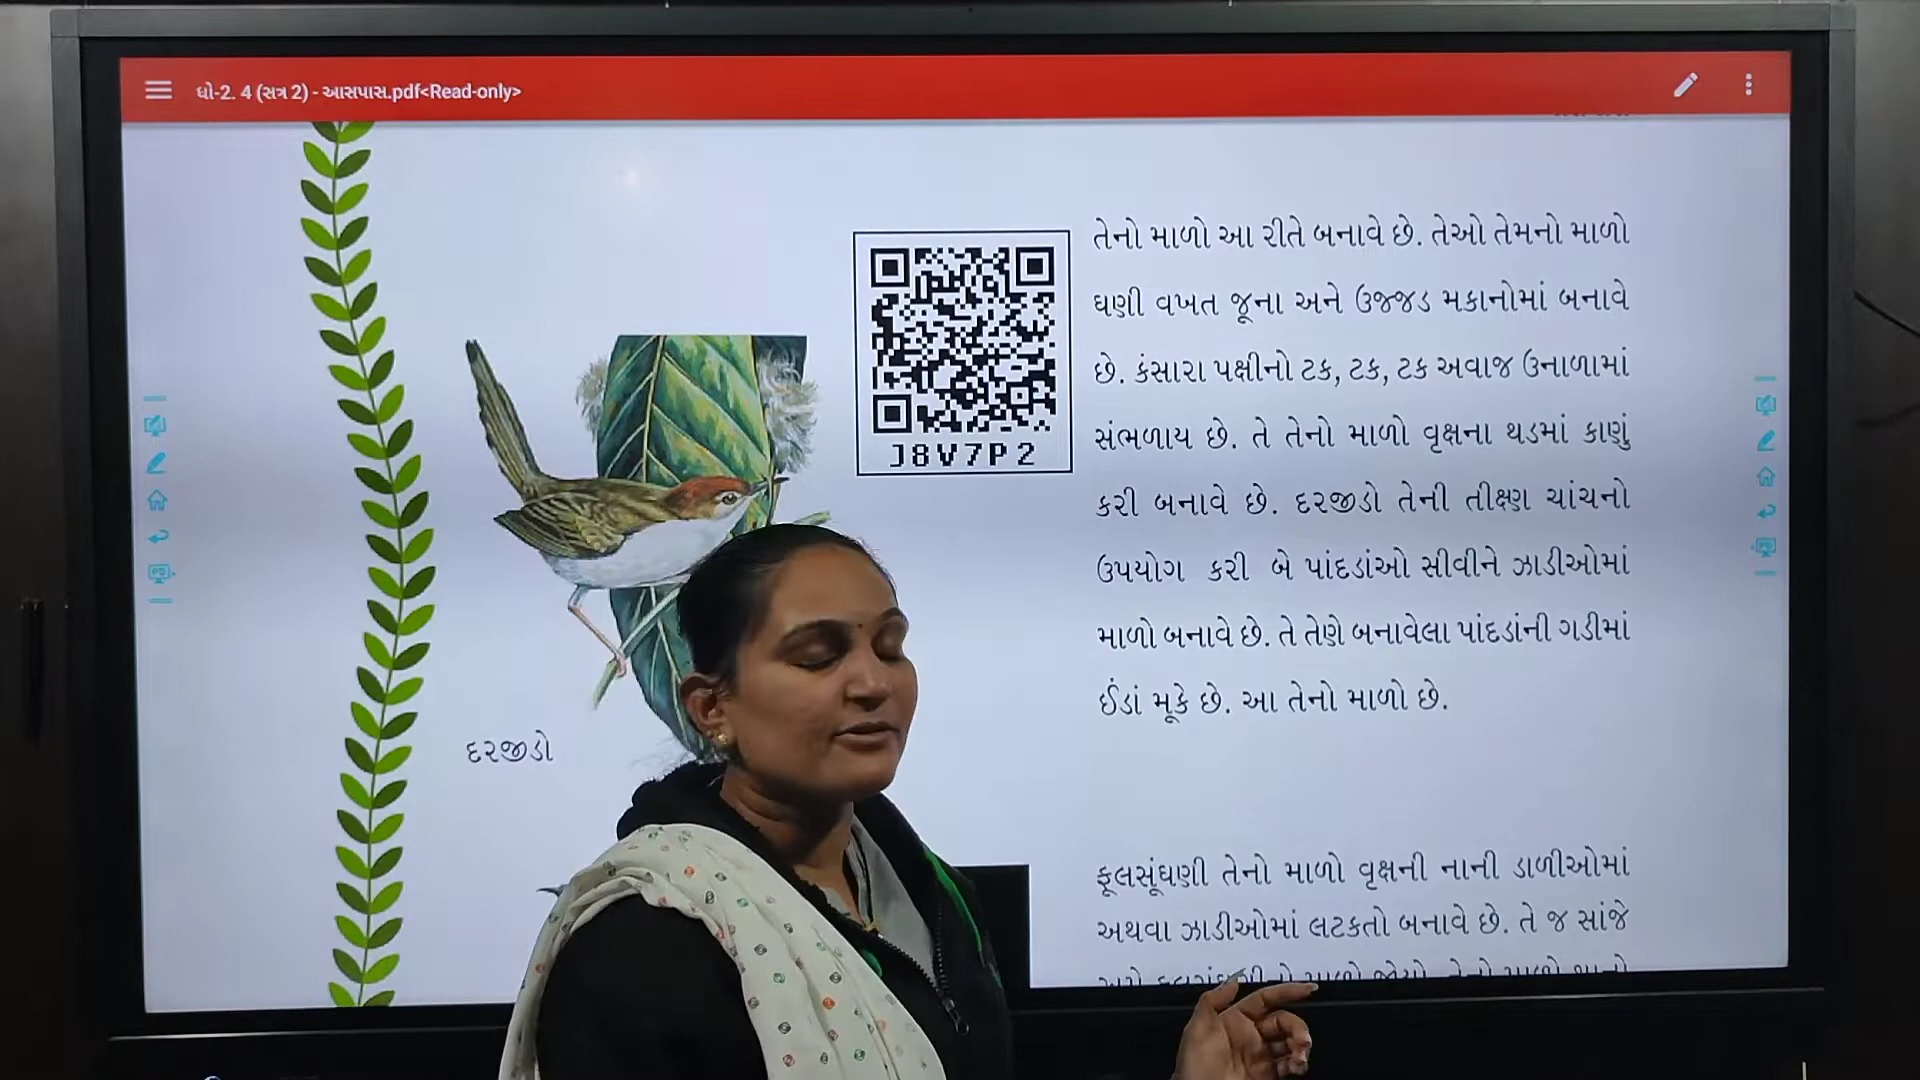 ધો-2. 4 (સત્ર 2) - આસપાસ.pdf<Read-only>
તેનો માળો આ રીતે બનાવે છે. તેઓ તેમનો માળો
ઘણી વખત જૂના અને ઉજ્જડ મકાનોમાં બનાવે
છે. કંસારા પક્ષીનો ટક, ટક, ટક અવાજ ઉનાળામાં
સંભળાય છે. તે તેનો માળો વૃક્ષના થડમાં કાણું
કરી બનાવે છે. દરજીડો તેની તીક્ષ્ણ ચાંચનો
ઉપયોગ કરી બે પાંદડાંઓ સીવીને ઝાડીઓમાં
માળો બનાવે છે. તે તેણે બનાવેલા પાંદડાંની ગડીમાં
ઈંડાં મૂકે છે. આ તેનો માળો છે.
J8V7P2
દરજીડો
ફૂલસૂંઘણી તેનો માળો વૃક્ષની નાની ડાળીઓમાં
અથવા ઝાડીઓમાં લટકતો બનાવે છે. તે જ સાંજે